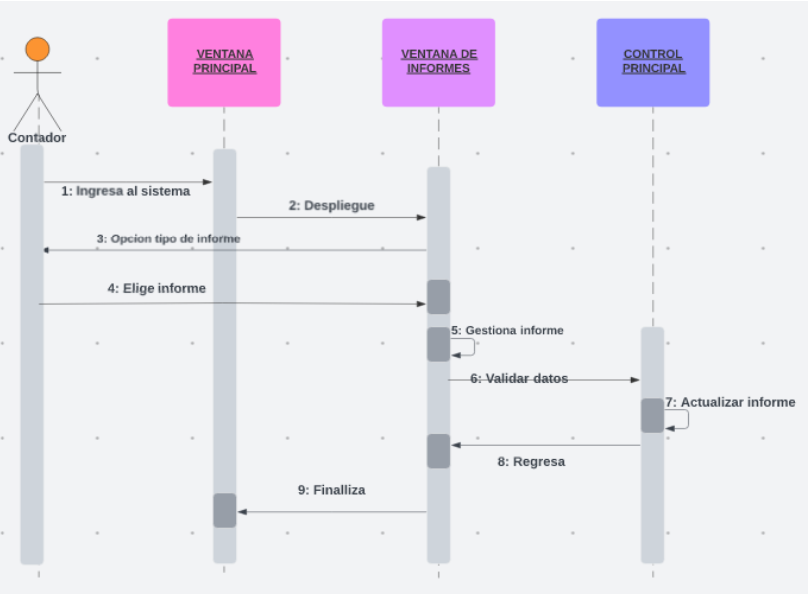 VENTANA
PRINCIPAL
VENTANA DE
INFORMES
CONTROL
PRINCIPAL
Contador
1: Ingresa al sistema
2: Despliegue
3: Opcion tipo de informe
4: Elige informe
5: Gestiona informe
6: Validar datos
7: Actualizar informe
8: Regresa
9: Finalliza